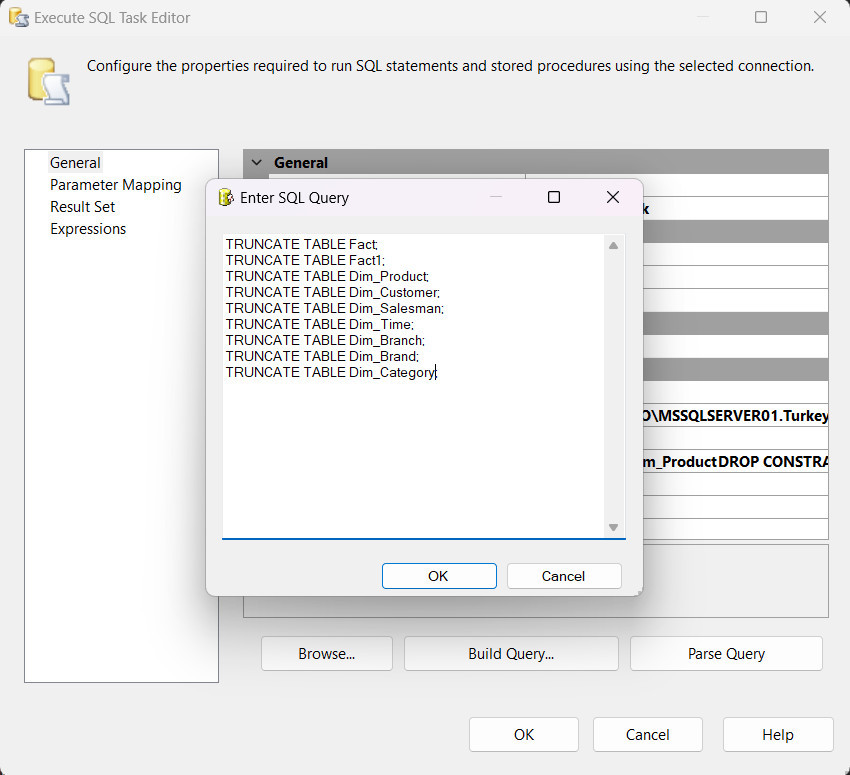 Execute SQL Task Editor
Configure the properties required to run SQL statements and stored procedures using the selected connection.
General
Parameter Mapping
Result Set
Expressions
General
Enter SQL Query
TRUNCATE TABLE Fact;
TRUNCATE TABLE Fact1;
TRUNCATE TABLE Dim_Product;
TRUNCATE TABLE Dim_Customer;
TRUNCATE TABLE Dim_Salesman;
TRUNCATE TABLE Dim_Time;
TRUNCATE TABLE Dim_Branch;
TRUNCATE TABLE Dim_Brand;
TRUNCATE TABLE Dim_Category;
OK Cancel
k
O\MSSQLSERVER01.Turkey
m_ProductDROP CONSTRA
Browse... Build Query... Parse Query
OK Cancel Help